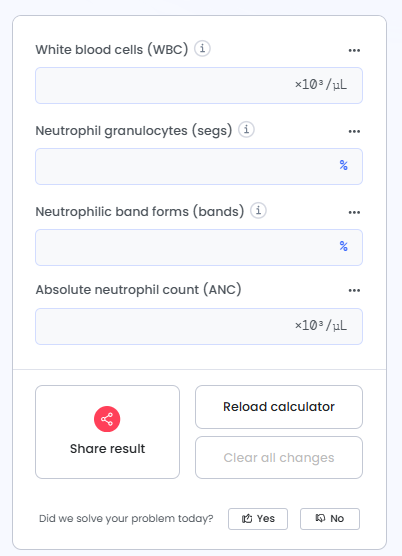 White blood cells (WBC) i ...
×10³/μL
Neutrophil granulocytes (segs) i ...
%
Neutrophilic band forms (bands) i ...
%
Absolute neutrophil count (ANC) ...
×10³/μL
Share result
Reload calculator
Clear all changes
Did we solve your problem today? Yes No